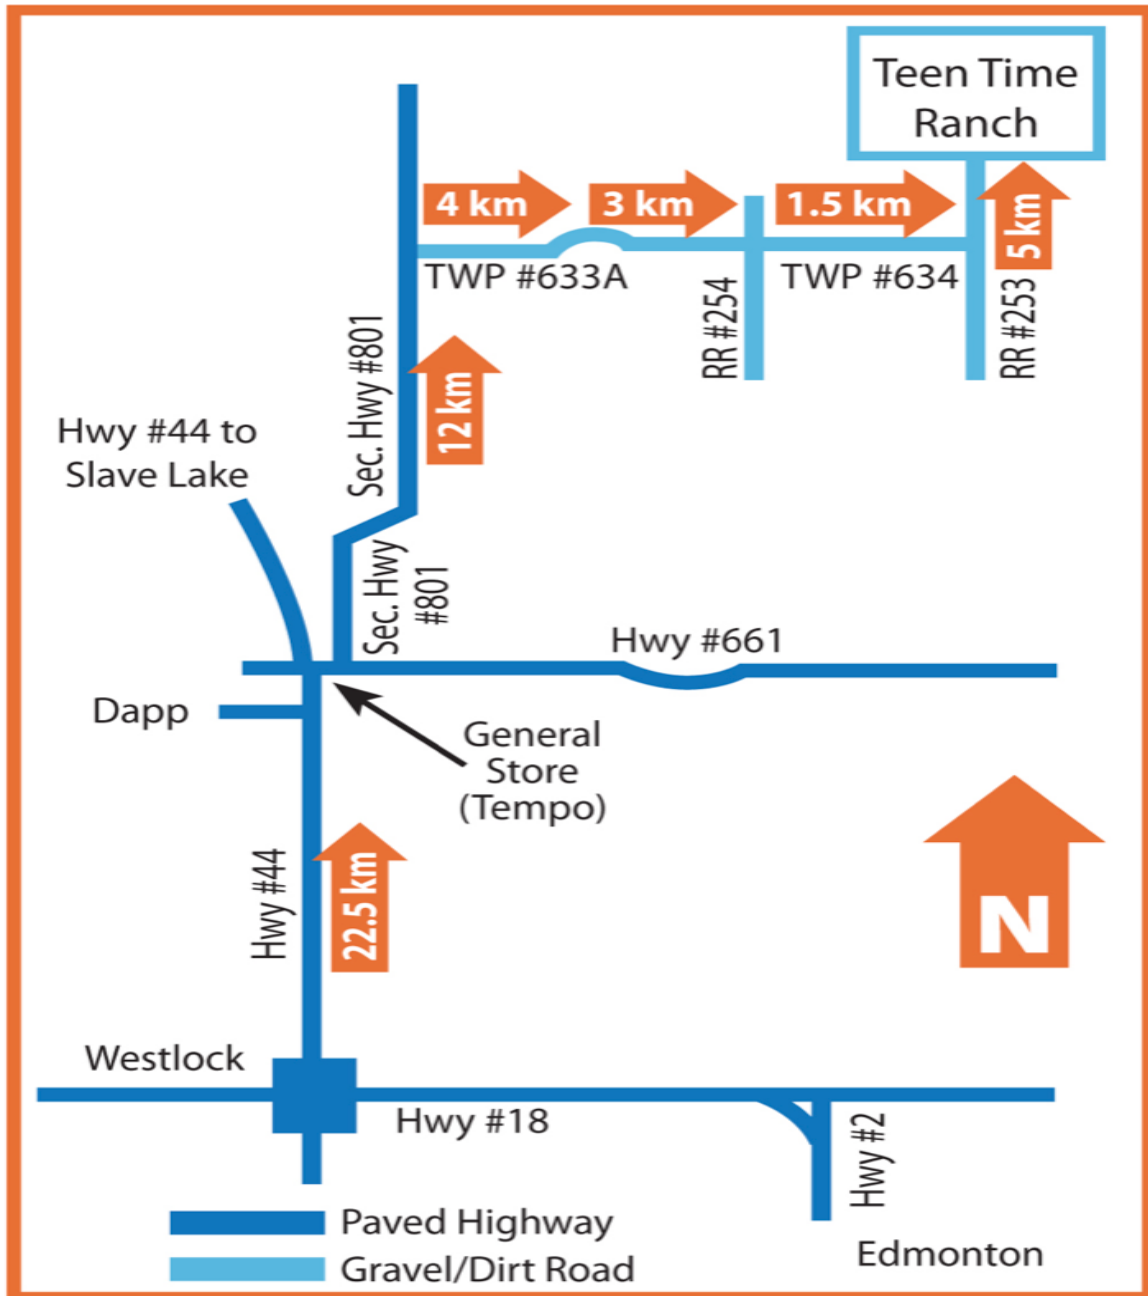 Teen Time
Ranch
4 km
3 km
1.5 km
5 km
TWP #633A
TWP #634
RR #254
RR #253
Sec. Hwy #801
12 km
Hwy #44 to
Slave Lake
Sec. Hwy
#801
Hwy #661
Dapp
General
Store
(Tempo)
Hwy #44
22.5 km
N
Westlock
Hwy #18
Hwy #2
Paved Highway
Edmonton
Gravel/Dirt Road